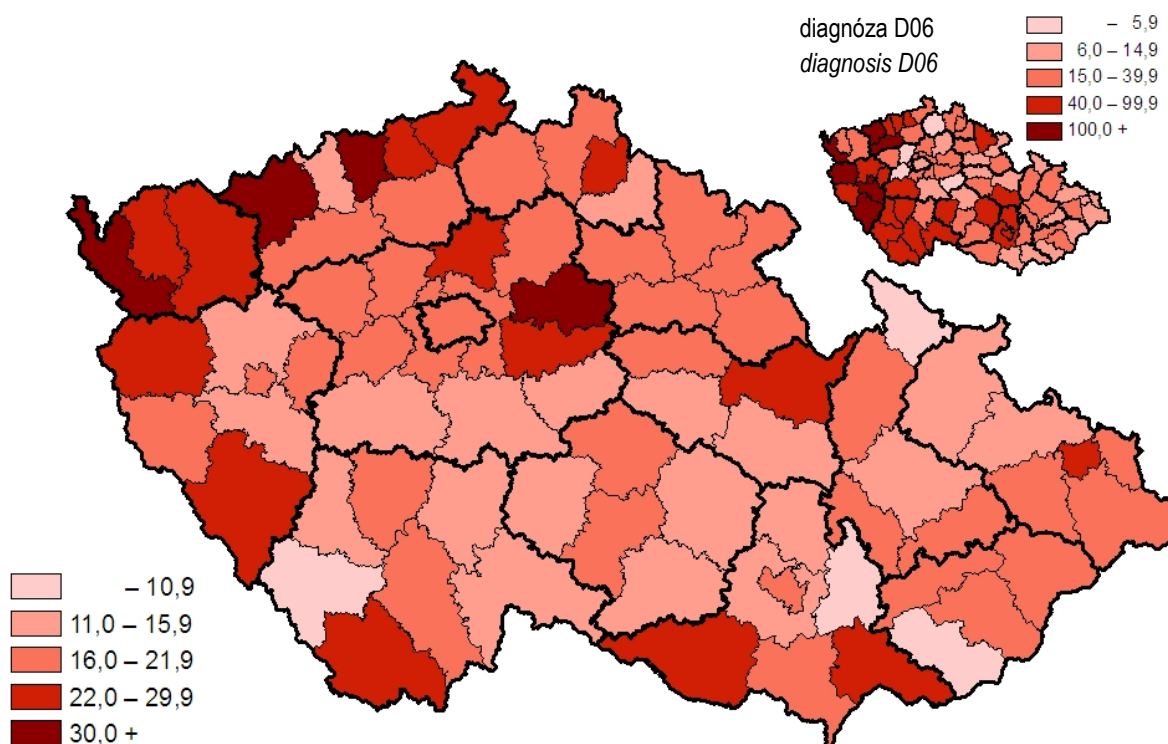 diagnóza D06
diagnosis D06
– 5,9
6,0 – 14,9
15,0 – 39,9
40,0 – 99,9
100,0 +
– 10,9
11,0 – 15,9
16,0 – 21,9
22,0 – 29,9
30,0 +